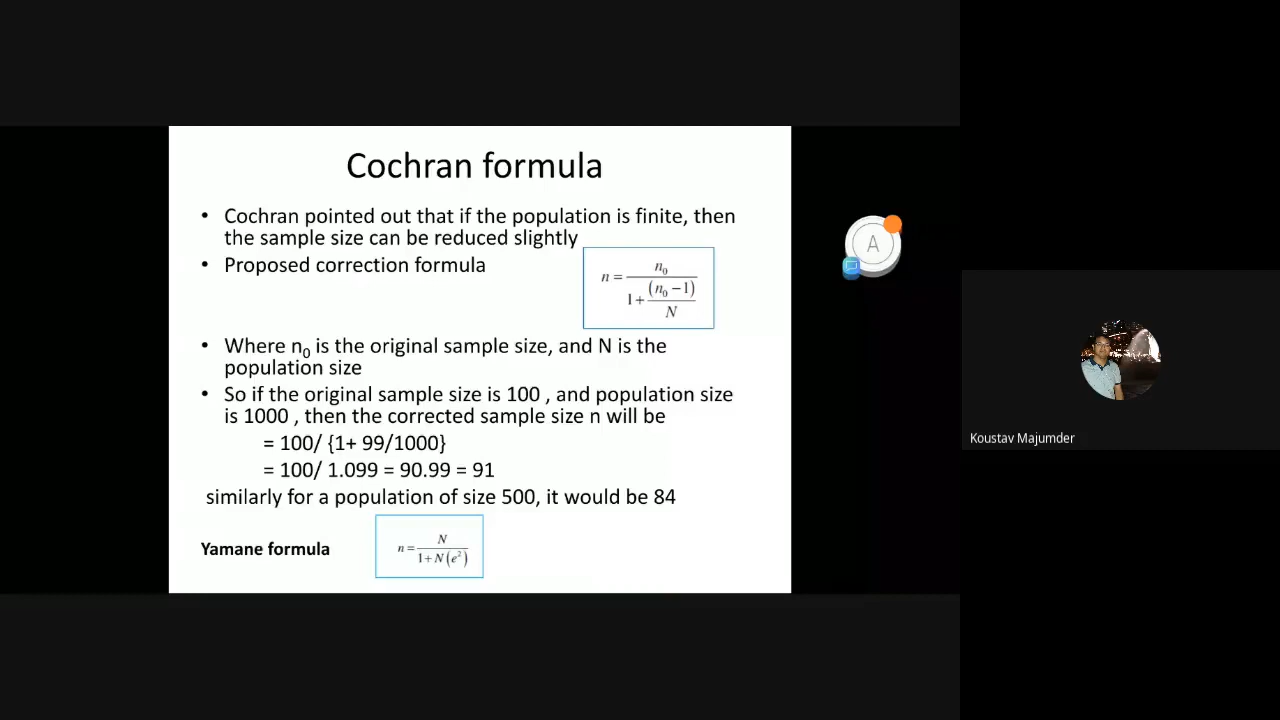 Cochran formula
• Cochran pointed out that if the population is finite, then
the sample size can be reduced slightly
• Proposed correction formula
n = n₀ / (1 + (n₀ − 1) / N)
• Where n₀ is the original sample size, and N is the
population size
• So if the original sample size is 100 , and population size
is 1000 , then the corrected sample size n will be
= 100/ {1+ 99/1000}
= 100/ 1.099 = 90.99 = 91
similarly for a population of size 500, it would be 84
Yamane formula
n = N / (1 + N(e²))
A
Koustav Majumder